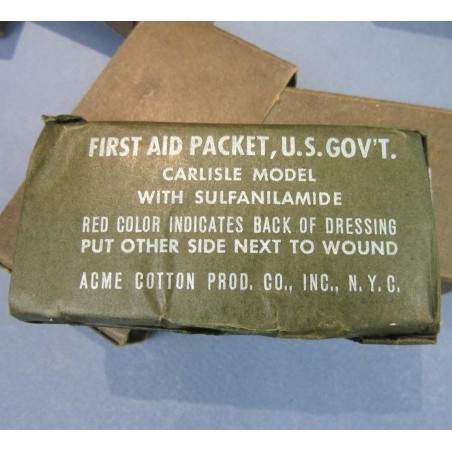 FIRST AID PACKET, U.S. GOV'T.
CARLISLE MODEL
WITH SULFANILAMIDE
RED COLOR INDICATES BACK OF DRESSING
PUT OTHER SIDE NEXT TO WOUND
ACME COTTON PROD. CO., INC., N.Y.C.